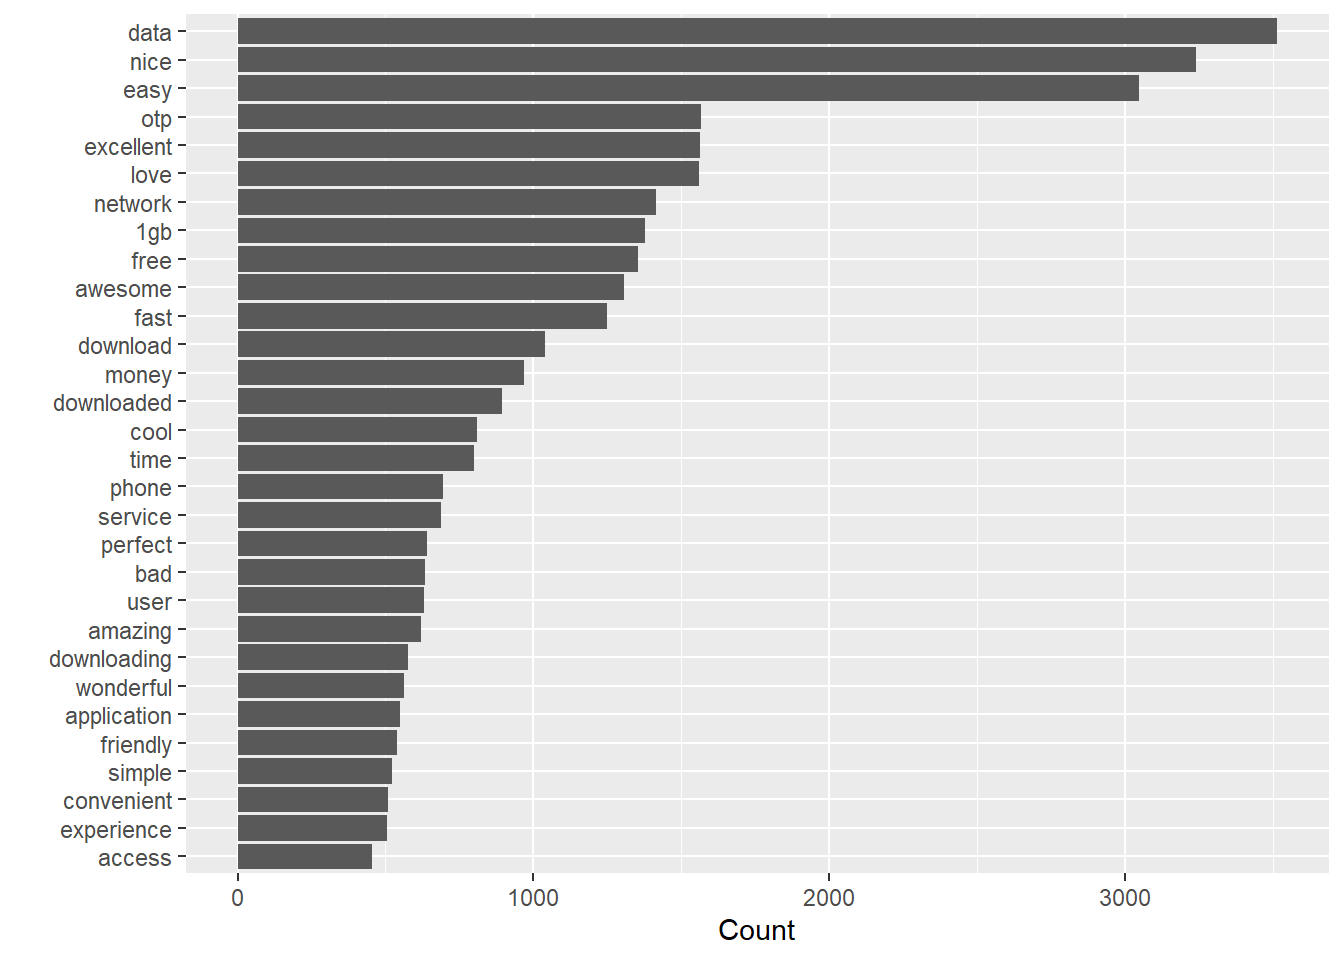 data
nice
easy
otp
excellent
love
network
1gb
free
awesome
fast
download
money
downloaded
cool
time
phone
service
perfect
bad
user
amazing
downloading
wonderful
application
friendly
simple
convenient
experience
access
0 1000 2000 3000
Count